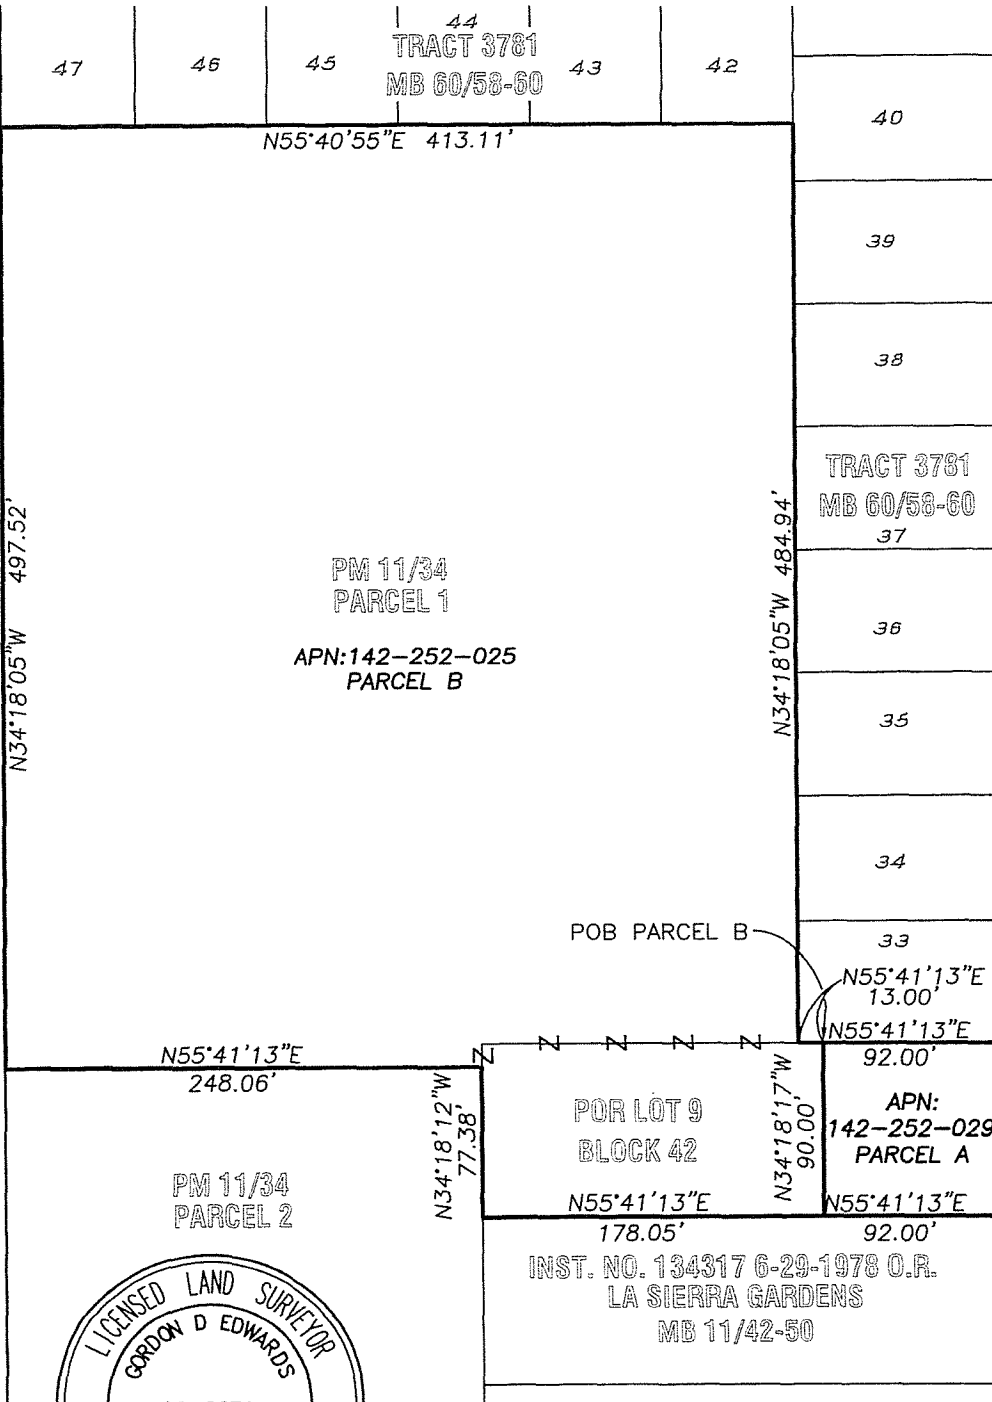 44
TRACT 3781
MB 60/58-60
47
46
45
43
42
40
N55°40'55"E 413.11'
39
38
TRACT 3781
MB 60/58-60
37
N34°18'05"W 497.52'
N34°18'05"W 484.94'
PM 11/34
PARCEL 1
APN:142-252-025
PARCEL B
36
35
34
POB PARCEL B
33
N55°41'13"E
13.00'
N55°41'13"E
92.00'
N55°41'13"E
248.06'
N34°18'12"W
77.38'
POR LOT 9
BLOCK 42
N34°18'17"W
90.00'
APN:
142-252-029
PARCEL A
PM 11/34
PARCEL 2
N55°41'13"E
178.05'
N55°41'13"E
92.00'
INST. NO. 134317 6-29-1978 O.R.
LA SIERRA GARDENS
MB 11/42-50
LICENSED LAND SURVEYOR
GORDON D EDWARDS